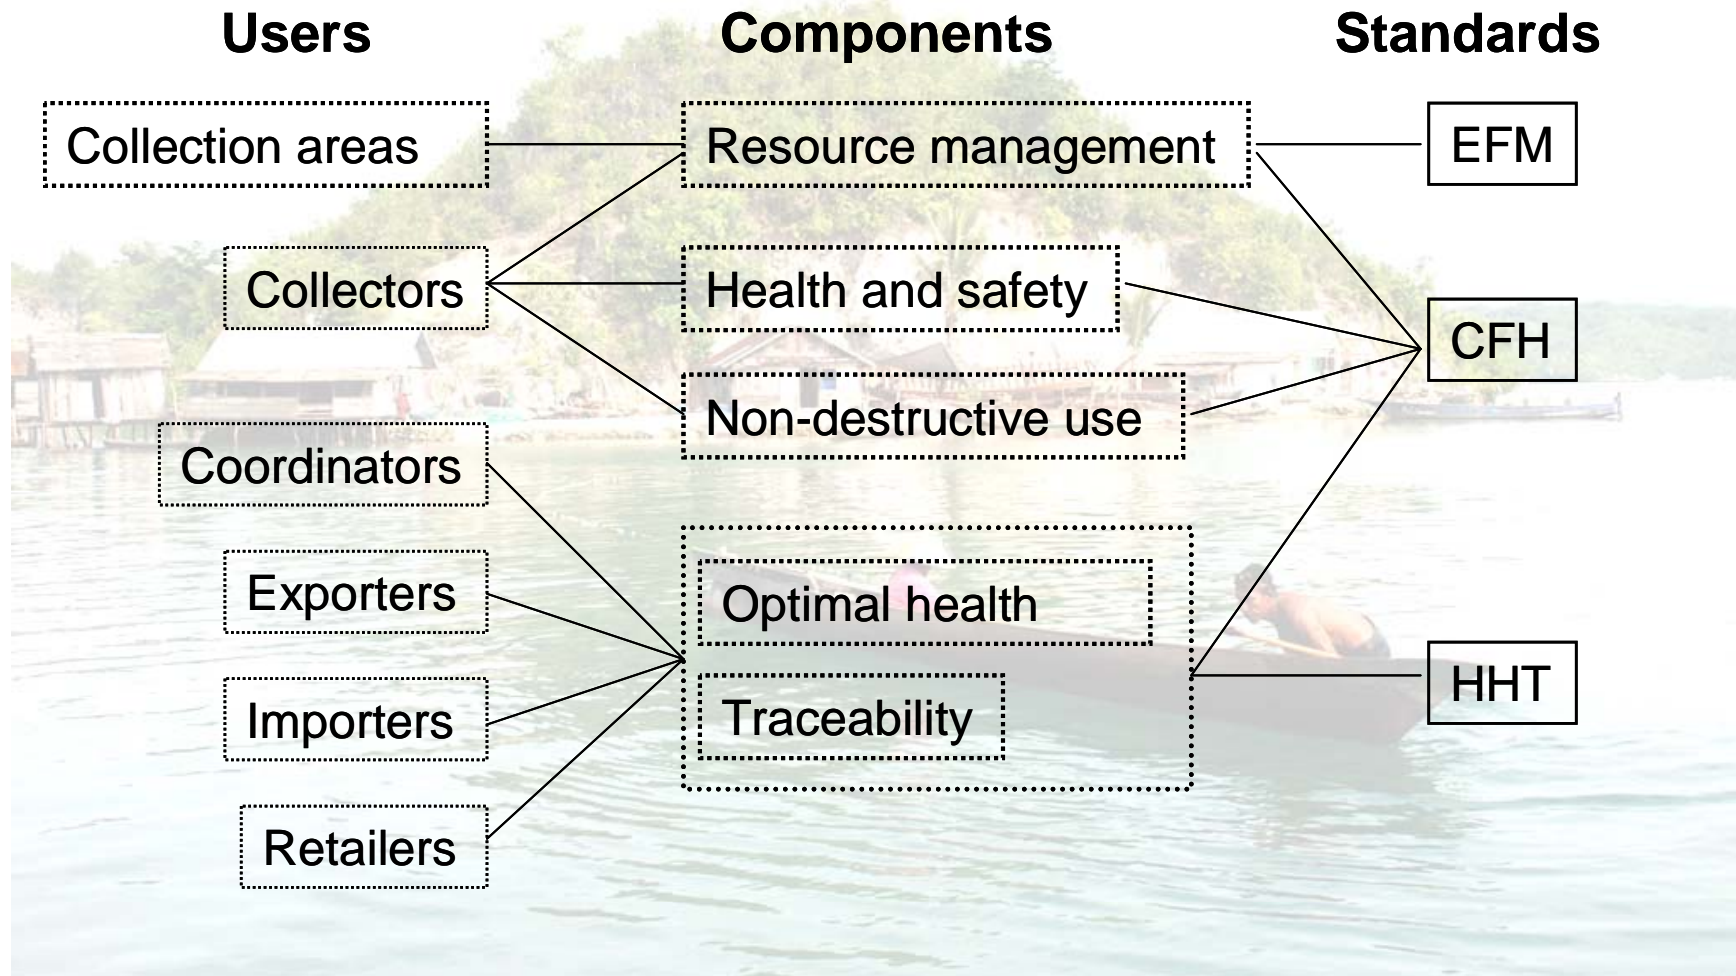 Users
Components
Standards
Collection areas
Resource management
EFM
Collectors
Health and safety
CFH
Non-destructive use
Coordinators
Exporters
Optimal health
Importers
Traceability
HHT
Retailers